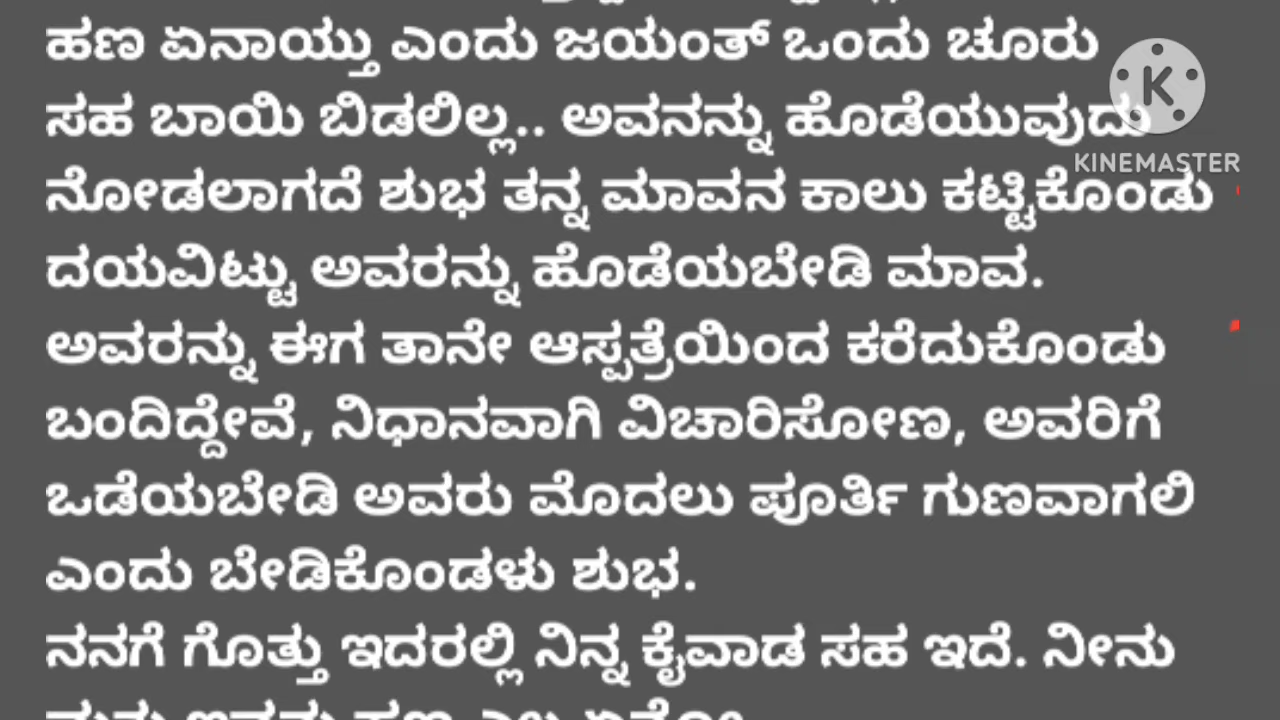 ಹಣ ಏನಾಯ್ತು ಎಂದು ಜಯಂತ್ ಒಂದು ಚೂರು
ಸಹ ಬಾಯಿ ಬಿಡಲಿಲ್ಲ.. ಅವನನ್ನು ಹೊಡೆಯುವುದು
KINEMASTER
ನೋಡಲಾಗದೆ ಶುಭ ತನ್ನ ಮಾವನ ಕಾಲು ಕಟ್ಟಿಕೊಂಡು
ದಯವಿಟ್ಟು ಅವರನ್ನು ಹೊಡೆಯಬೇಡಿ ಮಾವ.
ಅವರನ್ನು ಈಗ ತಾನೇ ಆಸ್ಪತ್ರೆಯಿಂದ ಕರೆದುಕೊಂಡು
ಬಂದಿದ್ದೇವೆ, ನಿಧಾನವಾಗಿ ವಿಚಾರಿಸೋಣ, ಅವರಿಗೆ
ಒಡೆಯಬೇಡಿ ಅವರು ಮೊದಲು ಪೂರ್ತಿ ಗುಣವಾಗಲಿ
ಎಂದು ಬೇಡಿಕೊಂಡಳು ಶುಭ.
ನನಗೆ ಗೊತ್ತು ಇದರಲ್ಲಿ ನಿನ್ನ ಕೈವಾಡ ಸಹ ಇದೆ. ನೀನು